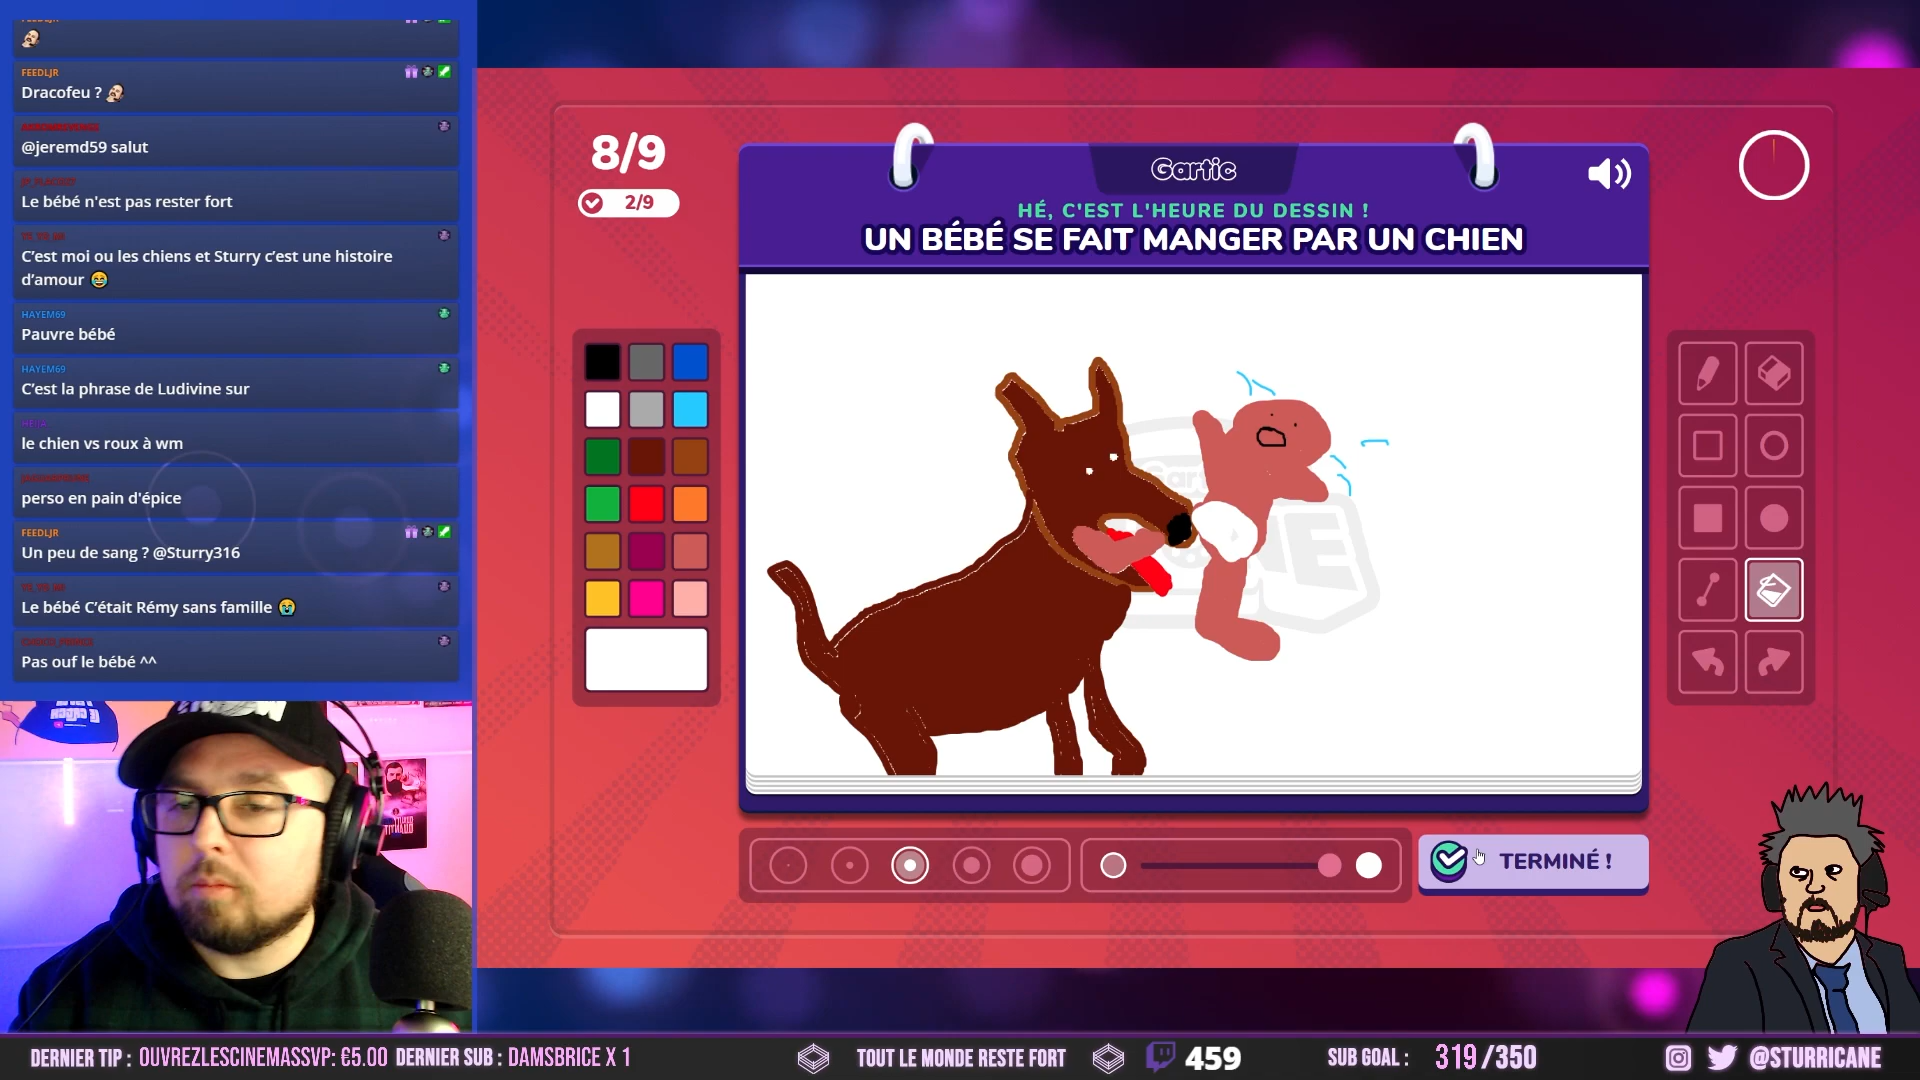 FEEDLJR
Dracofeu ?
@jeremd59 salut
Le bébé n'est pas rester fort
C'est moi ou les chiens et Sturry c'est une histoire
d'amour 😂
HAYEM69
Pauvre bébé
HAYEM69
C'est la phrase de Ludivine sur
le chien vs roux à wm
perso en pain d'épice
FEEDLJR
Un peu de sang ? @Sturry316
Le bébé C'était Rémy sans famille 😭
Pas ouf le bébé ^^
8/9
2/9
Gartic
HÉ, C'EST L'HEURE DU DESSIN !
UN BÉBÉ SE FAIT MANGER PAR UN CHIEN
TERMINÉ !
DERNIER TIP : OUVREZLESCINEMASSVP: €5.00 DERNIER SUB : DAMSBRICE X 1
TOUT LE MONDE RESTE FORT
459
SUB GOAL : 319 /350
@STURRICANE